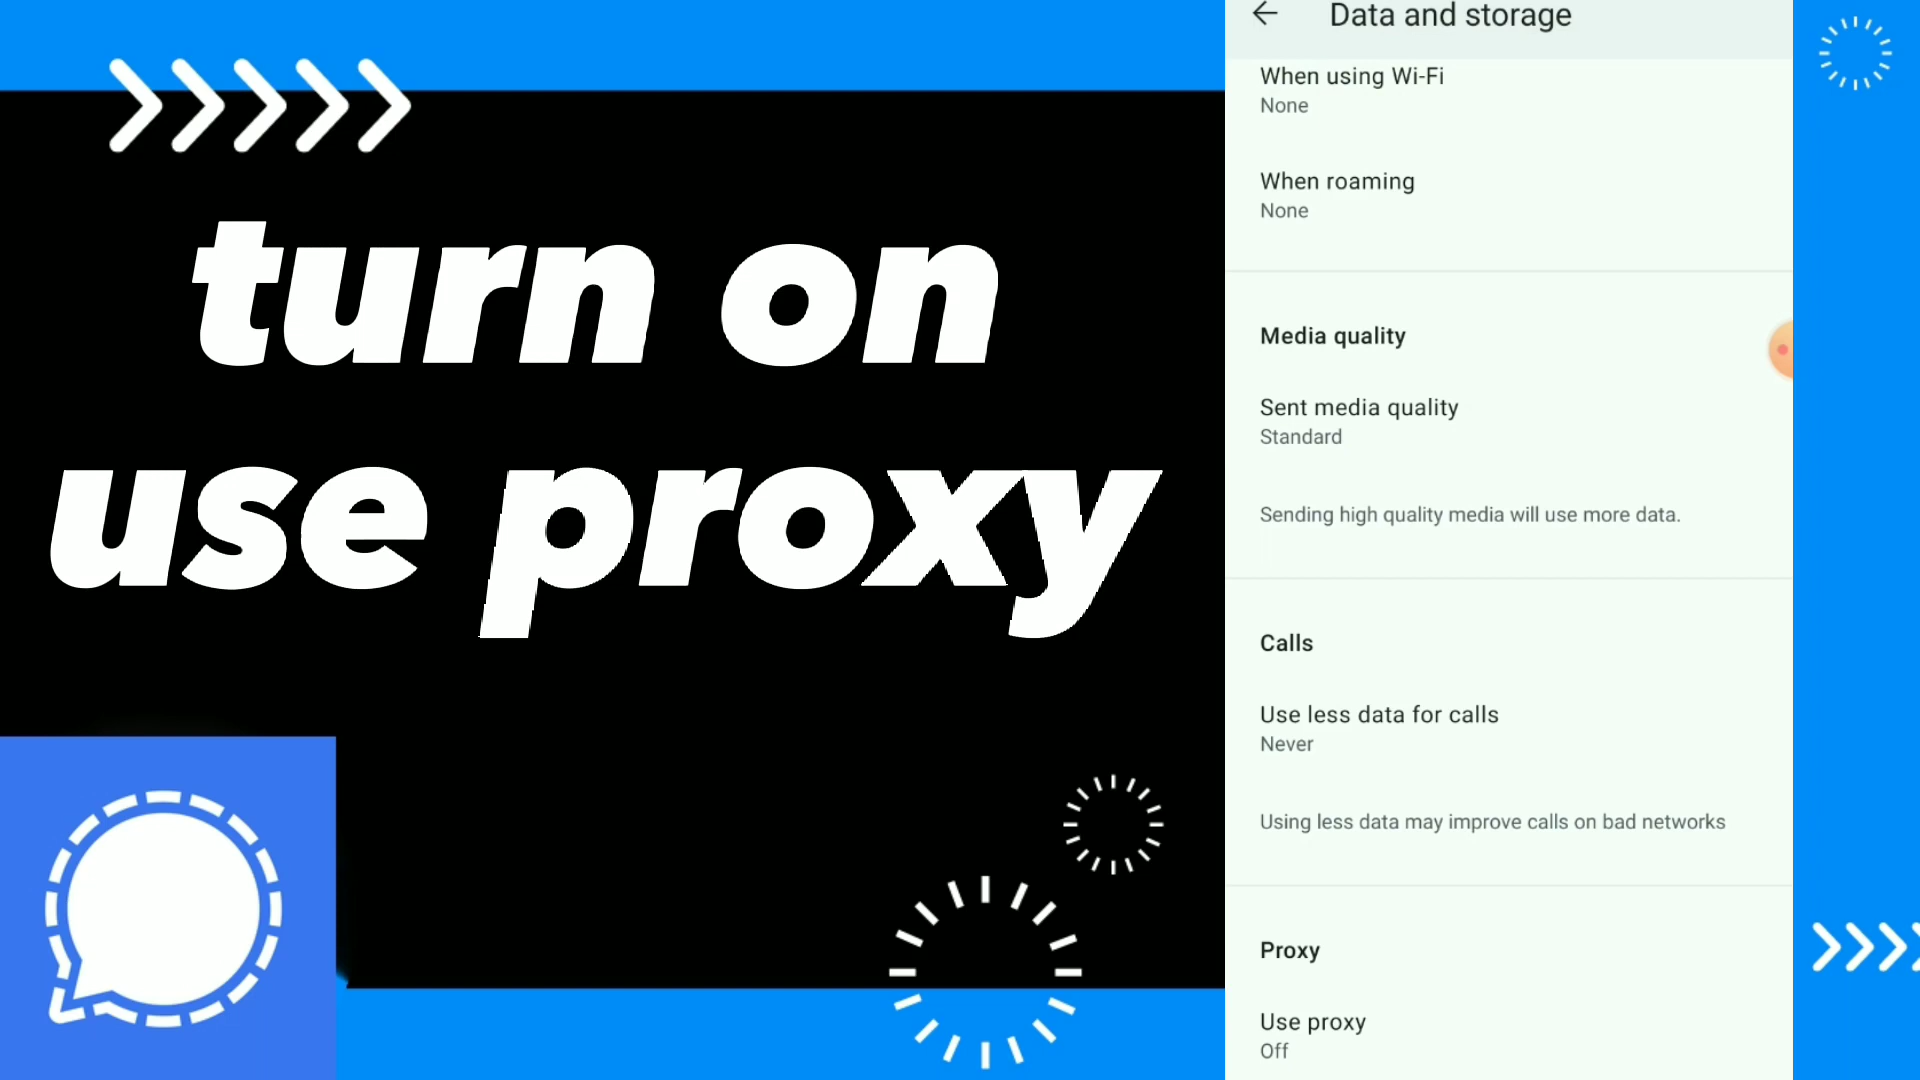 turn on
use proxy
Data and storage
When using Wi-Fi
None
When roaming
None
Media quality
Sent media quality
Standard
Sending high quality media will use more data.
Calls
Use less data for calls
Never
Using less data may improve calls on bad networks
Proxy
Use proxy
Off